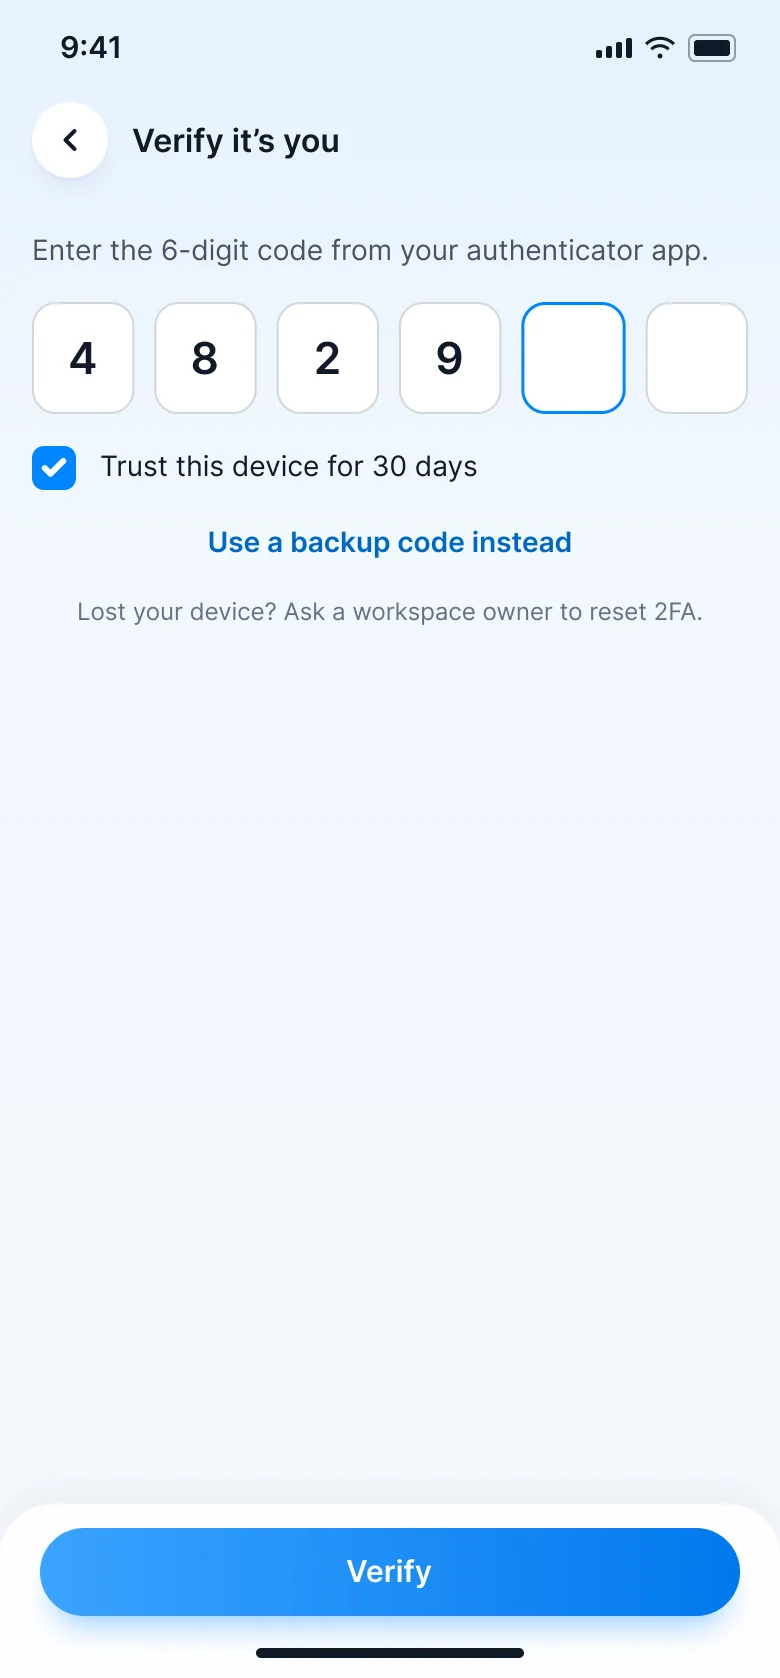 9:41
Verify it’s you
Enter the 6-digit code from your authenticator app.
4 8 2 9
Trust this device for 30 days
Use a backup code instead
Lost your device? Ask a workspace owner to reset 2FA.
Verify